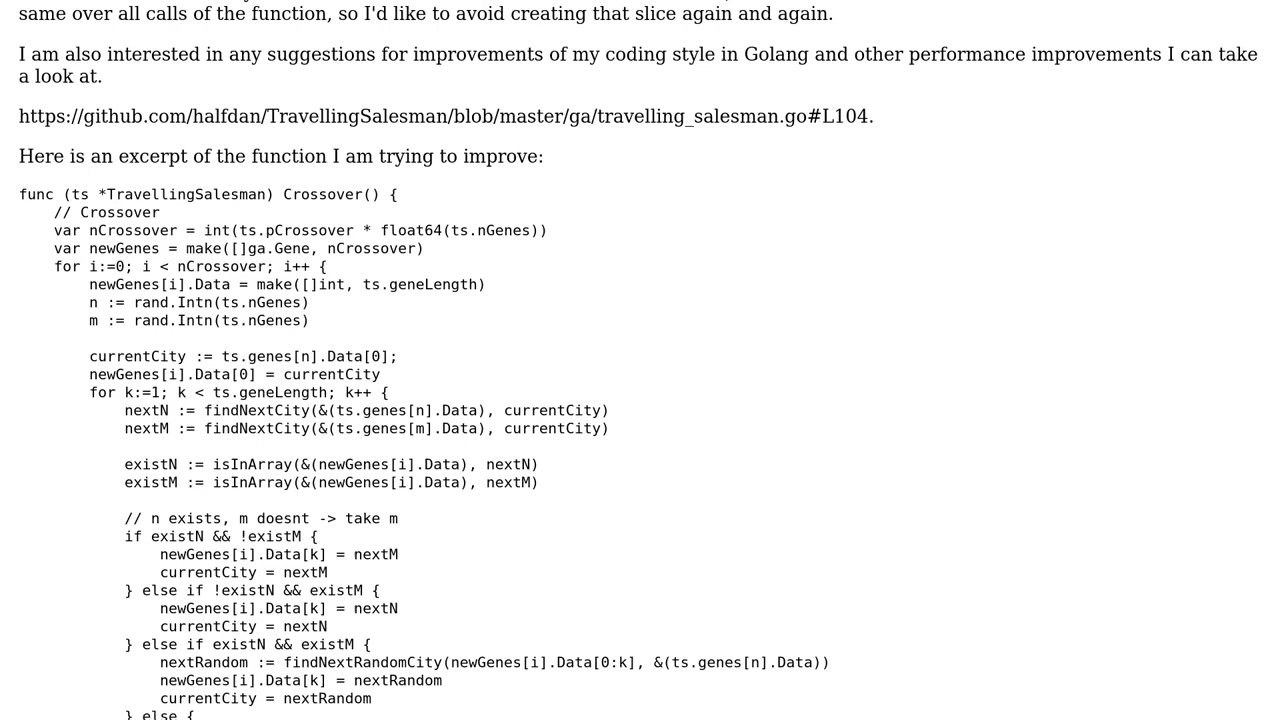 same over all calls of the function, so I'd like to avoid creating that slice again and again.
I am also interested in any suggestions for improvements of my coding style in Golang and other performance improvements I can take
a look at.
https://github.com/halfdan/TravellingSalesman/blob/master/ga/travelling_salesman.go#L104.
Here is an excerpt of the function I am trying to improve:
func (ts *TravellingSalesman) Crossover() {
    // Crossover
    var nCrossover = int(ts.pCrossover * float64(ts.nGenes))
    var newGenes = make([]ga.Gene, nCrossover)
    for i:=0; i < nCrossover; i++ {
        newGenes[i].Data = make([]int, ts.geneLength)
        n := rand.Intn(ts.nGenes)
        m := rand.Intn(ts.nGenes)
        currentCity := ts.genes[n].Data[0];
        newGenes[i].Data[0] = currentCity
        for k:=1; k < ts.geneLength; k++ {
            nextN := findNextCity(&(ts.genes[n].Data), currentCity)
            nextM := findNextCity(&(ts.genes[m].Data), currentCity)
            existN := isInArray(&(newGenes[i].Data), nextN)
            existM := isInArray(&(newGenes[i].Data), nextM)
            // n exists, m doesnt -> take m
            if existN && !existM {
                newGenes[i].Data[k] = nextM
                currentCity = nextM
            } else if !existN && existM {
                newGenes[i].Data[k] = nextN
                currentCity = nextN
            } else if existN && existM {
                nextRandom := findNextRandomCity(newGenes[i].Data[0:k], &(ts.genes[n].Data))
                newGenes[i].Data[k] = nextRandom
                currentCity = nextRandom
            } else {